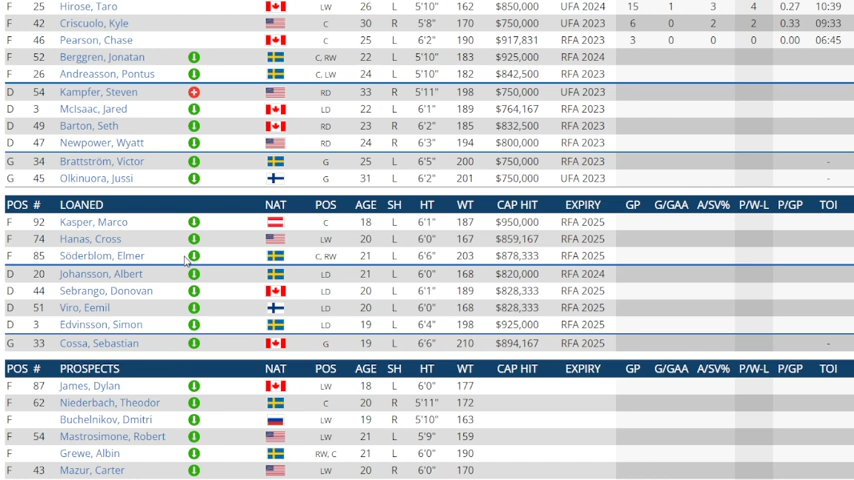 F 25 Hirose, Taro LW 26 L 5'10" 162 $850,000 UFA 2024 15 1 3 4 0.27 10:39
F 42 Criscuolo, Kyle C 30 R 5'8" 170 $750,000 UFA 2023 6 0 2 2 0.33 09:33
F 46 Pearson, Chase C 25 L 6'2" 190 $917,831 RFA 2023 3 0 0 0 0.00 06:45
F 52 Berggren, Jonatan C, RW 22 L 5'10" 183 $925,000 RFA 2024
F 26 Andreasson, Pontus C, LW 24 L 5'10" 182 $842,500 RFA 2023
D 54 Kampfer, Steven RD 33 R 5'11" 198 $750,000 UFA 2023
D 3 McIsaac, Jared LD 22 L 6'1" 189 $764,167 RFA 2023
D 49 Barton, Seth RD 23 R 6'2" 185 $832,500 RFA 2023
D 47 Newpower, Wyatt RD 24 R 6'3" 194 $800,000 RFA 2023
G 34 Brattström, Victor G 25 L 6'5" 200 $750,000 RFA 2023 -
G 45 Olkinuora, Jussi G 31 L 6'2" 201 $750,000 UFA 2023 -
POS # LOANED NAT POS AGE SH HT WT CAP HIT EXPIRY GP G/GAA A/SV% P/W-L P/GP TOI
F 92 Kasper, Marco C 18 L 6'1" 187 $950,000 RFA 2025
F 74 Hanas, Cross LW 20 L 6'0" 167 $859,167 RFA 2025
F 85 Söderblom, Elmer C, RW 21 L 6'6" 203 $878,333 RFA 2025
D 20 Johansson, Albert LD 21 L 6'0" 168 $820,000 RFA 2024
D 44 Sebrango, Donovan LD 20 L 6'1" 189 $828,333 RFA 2025
D 51 Viro, Eemil LD 20 L 6'0" 168 $828,333 RFA 2025
D 3 Edvinsson, Simon LD 19 L 6'4" 198 $925,000 RFA 2025
G 33 Cossa, Sebastian G 19 L 6'6" 210 $894,167 RFA 2025 -
POS # PROSPECTS NAT POS AGE SH HT WT CAP HIT EXPIRY GP G/GAA A/SV% P/W-L P/GP TOI
F 87 James, Dylan LW 18 L 6'0" 177
F 62 Niederbach, Theodor C 20 R 5'11" 172
F Buchelnikov, Dmitri LW 19 R 5'10" 163
F 54 Mastrosimone, Robert LW 21 L 5'9" 159
F Grewe, Albin RW, C 21 L 6'0" 190
F 43 Mazur, Carter LW 20 R 6'0" 170